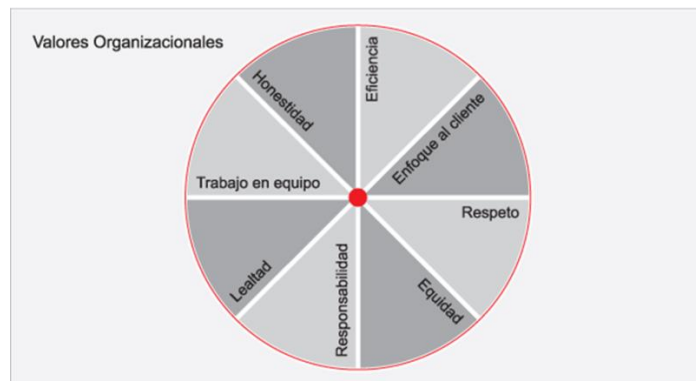 Valores Organizacionales
Eficiencia
Enfoque al cliente
Respeto
Equidad
Responsabilidad
Lealtad
Trabajo en equipo
Honestidad